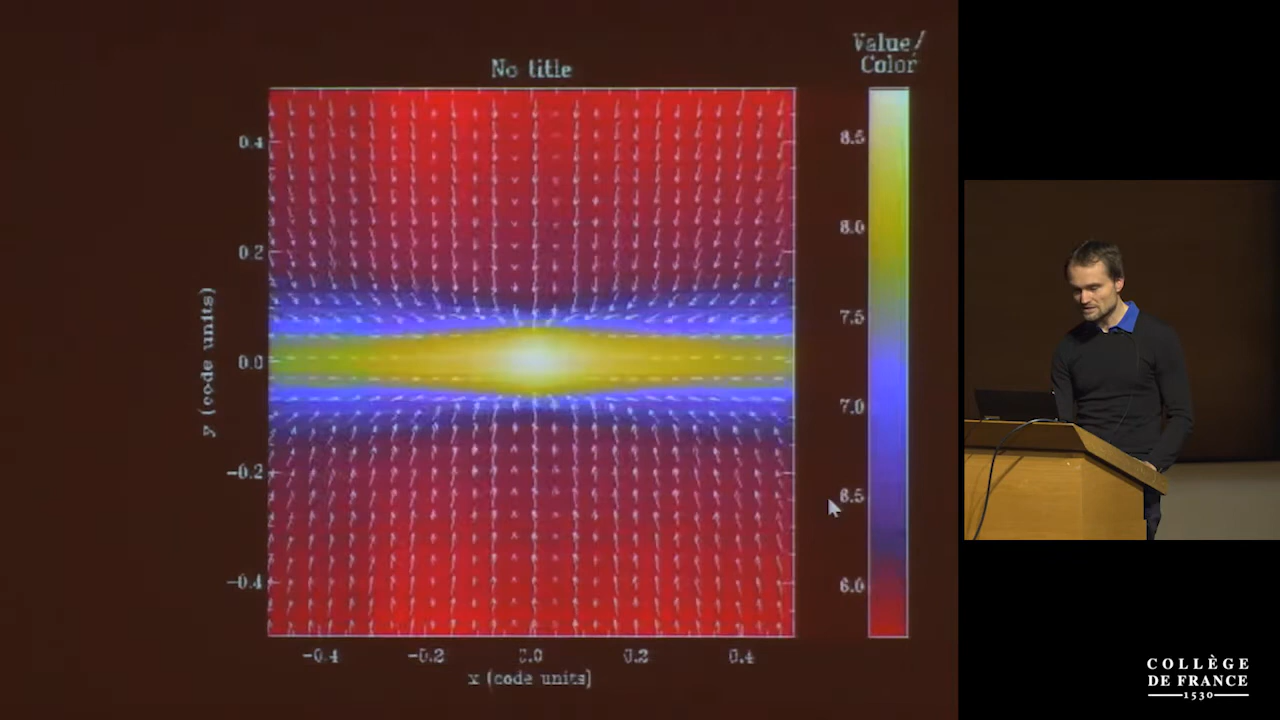 No title
Value/
Color
8.5
8.0
7.5
7.0
6.5
6.0
0.4
0.2
0.0
-0.2
-0.4
y (code units)
-0.4 -0.2 0.0 0.2 0.4
x (code units)
COLLÈGE
DE FRANCE
1530